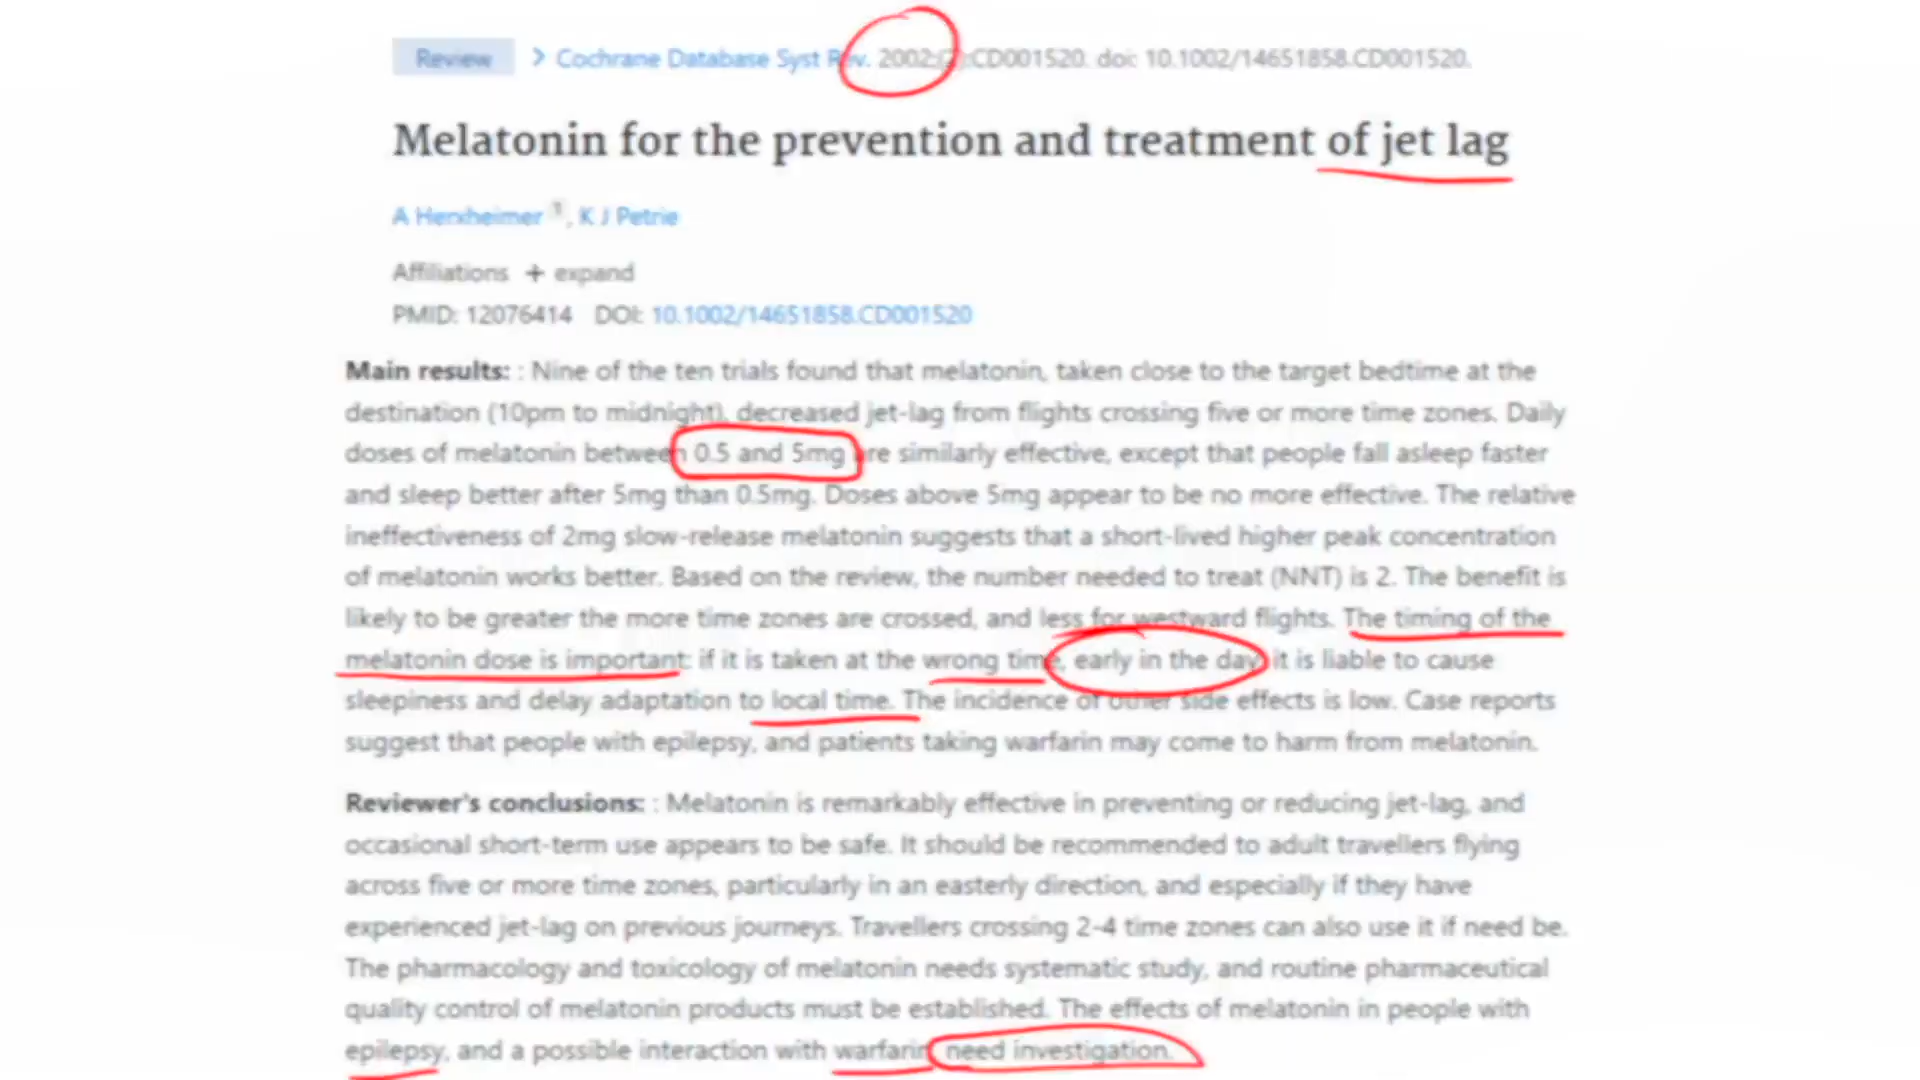 Review > Cochrane Database Syst Rev. 2002;(2):CD001520. doi: 10.1002/14651858.CD001520.
Melatonin for the prevention and treatment of jet lag
A Herxheimer 1, K J Petrie
Affiliations + expand
PMID: 12076414 DOI: 10.1002/14651858.CD001520
Main results: : Nine of the ten trials found that melatonin, taken close to the target bedtime at the
destination (10pm to midnight), decreased jet-lag from flights crossing five or more time zones. Daily
doses of melatonin between 0.5 and 5mg are similarly effective, except that people fall asleep faster
and sleep better after 5mg than 0.5mg. Doses above 5mg appear to be no more effective. The relative
ineffectiveness of 2mg slow-release melatonin suggests that a short-lived higher peak concentration
of melatonin works better. Based on the review, the number needed to treat (NNT) is 2. The benefit is
likely to be greater the more time zones are crossed, and less for westward flights. The timing of the
melatonin dose is important: if it is taken at the wrong time, early in the day, it is liable to cause
sleepiness and delay adaptation to local time. The incidence of other side effects is low. Case reports
suggest that people with epilepsy, and patients taking warfarin may come to harm from melatonin.
Reviewer's conclusions: : Melatonin is remarkably effective in preventing or reducing jet-lag, and
occasional short-term use appears to be safe. It should be recommended to adult travellers flying
across five or more time zones, particularly in an easterly direction, and especially if they have
experienced jet-lag on previous journeys. Travellers crossing 2-4 time zones can also use it if need be.
The pharmacology and toxicology of melatonin needs systematic study, and routine pharmaceutical
quality control of melatonin products must be established. The effects of melatonin in people with
epilepsy, and a possible interaction with warfarin, need investigation.